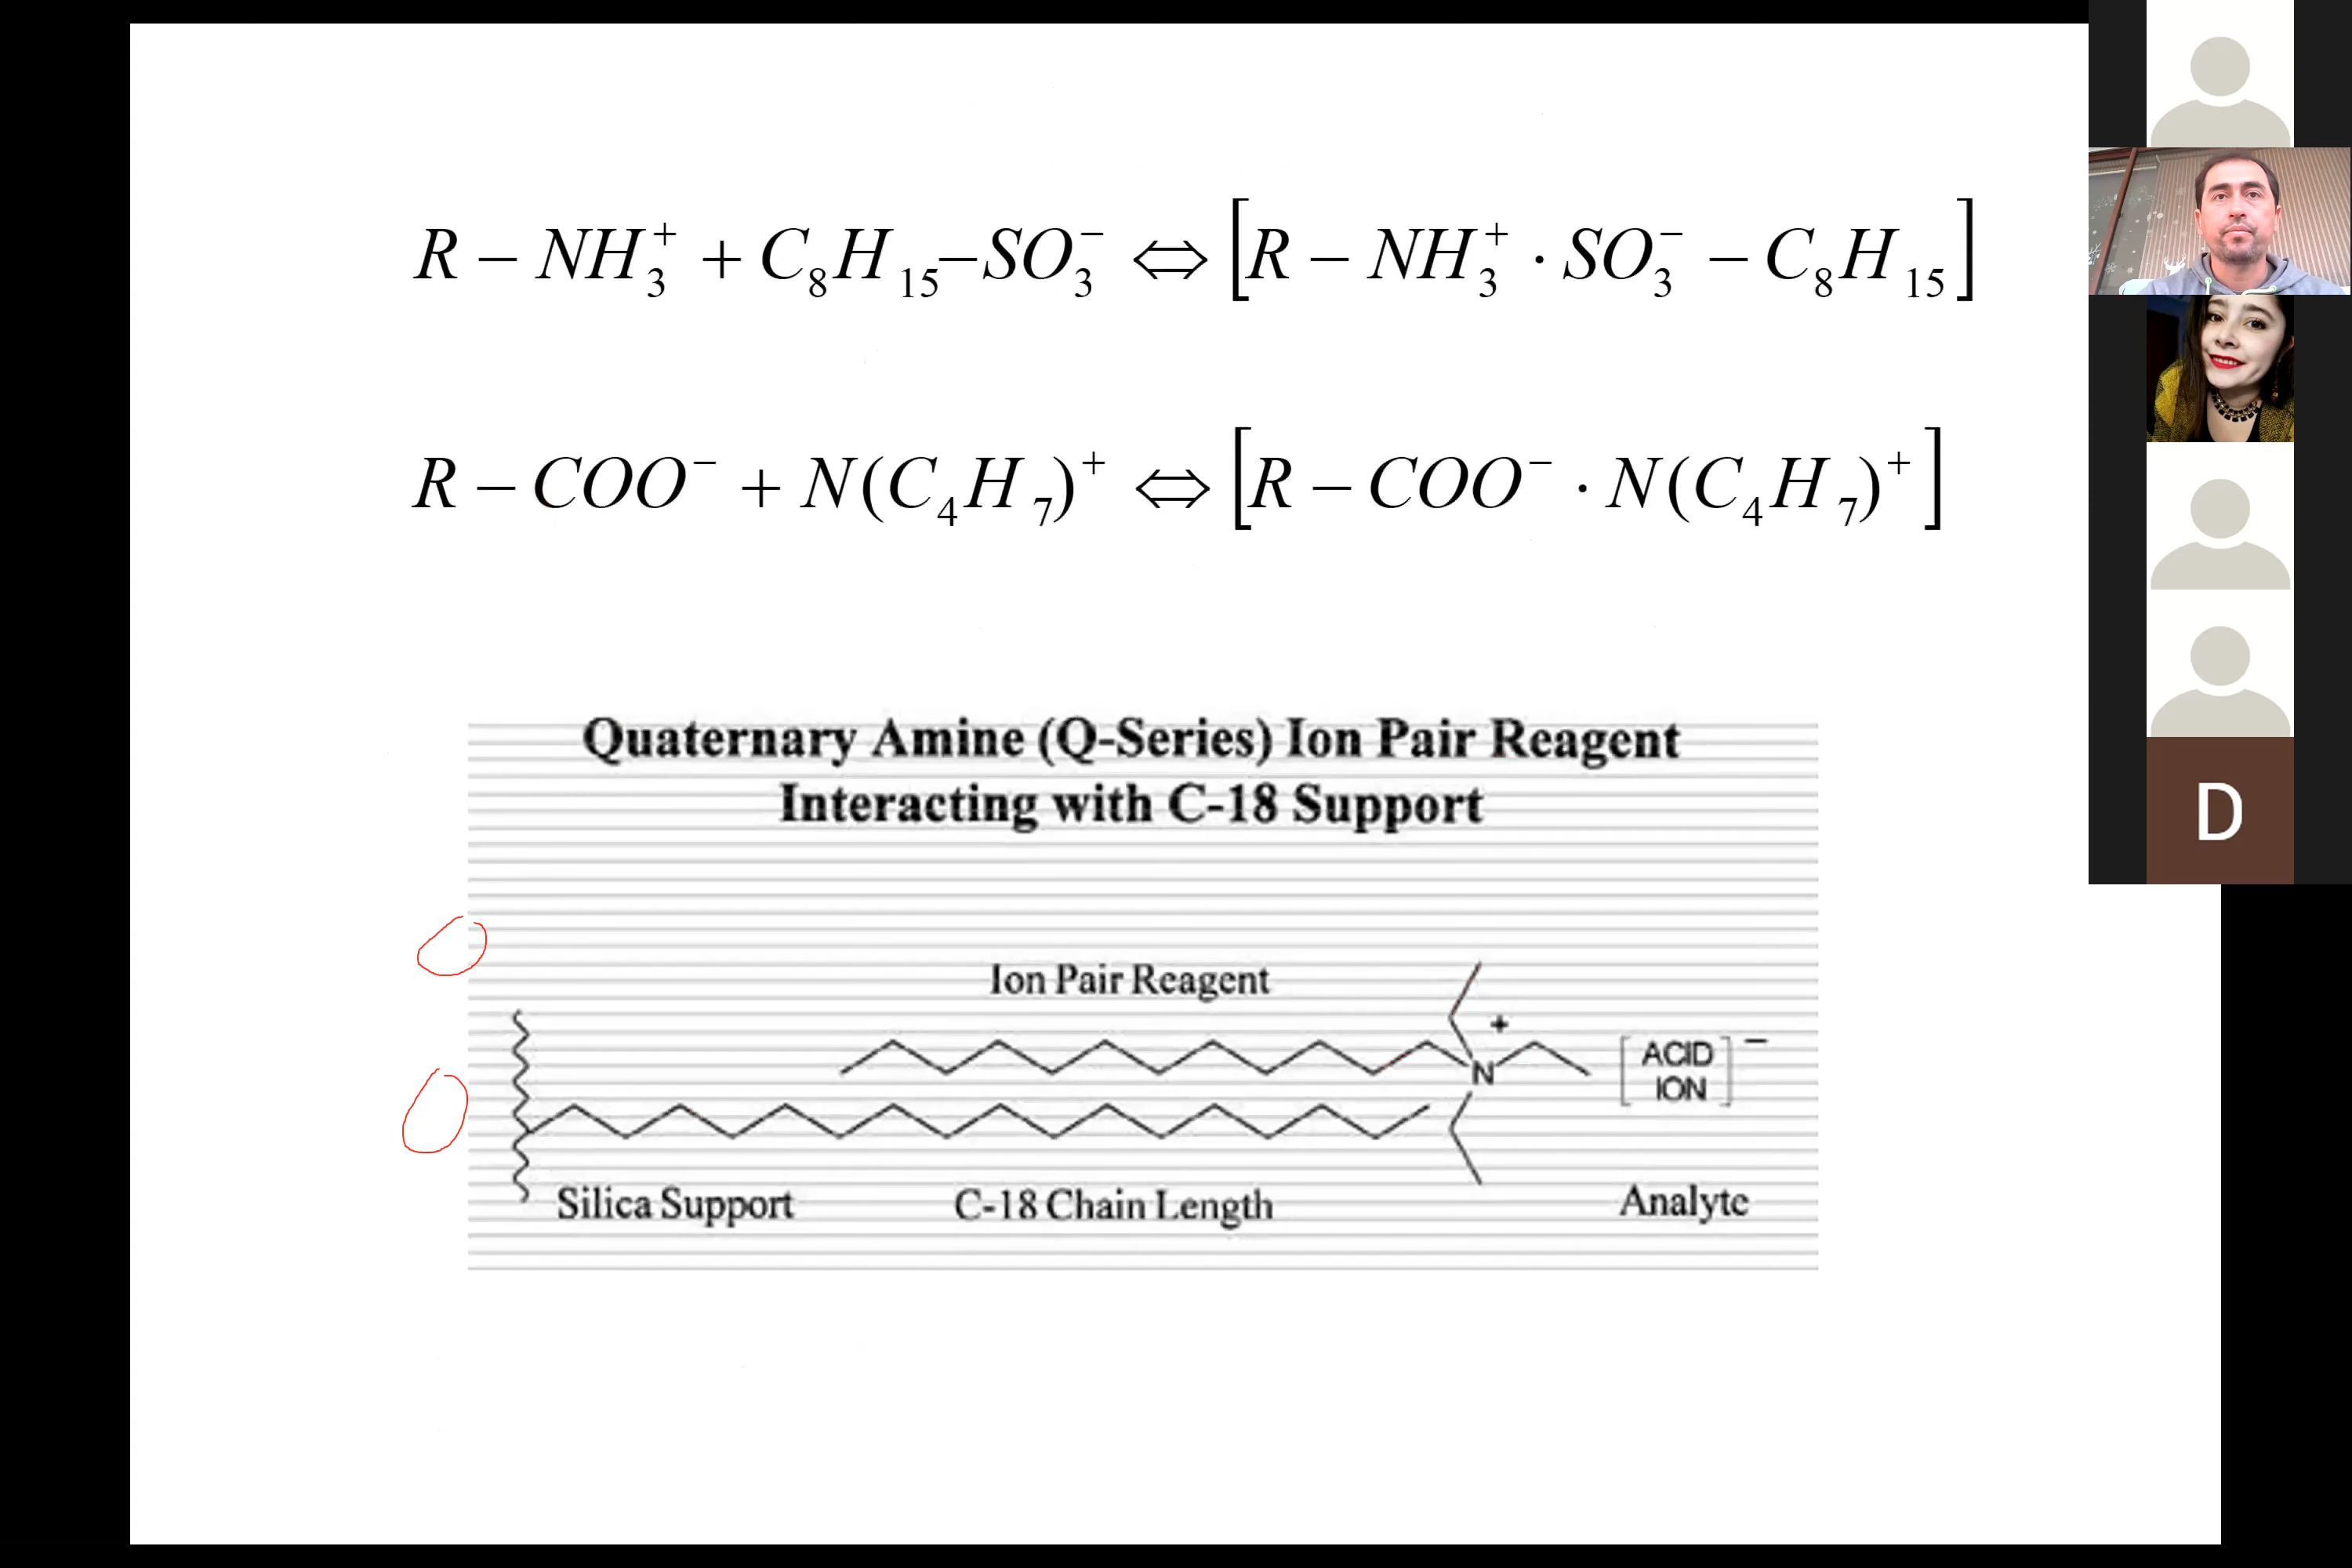 R − NH₃⁺ + C₈H₁₅−SO₃⁻ ⇔ [R − NH₃⁺ · SO₃⁻ − C₈H₁₅]
R − COO⁻ + N(C₄H₇)⁺ ⇔ [R − COO⁻ · N(C₄H₇)⁺]
Quaternary Amine (Q-Series) Ion Pair Reagent
Interacting with C-18 Support
Ion Pair Reagent
+
N
[ACID
ION]⁻
Silica Support C-18 Chain Length Analyte
D